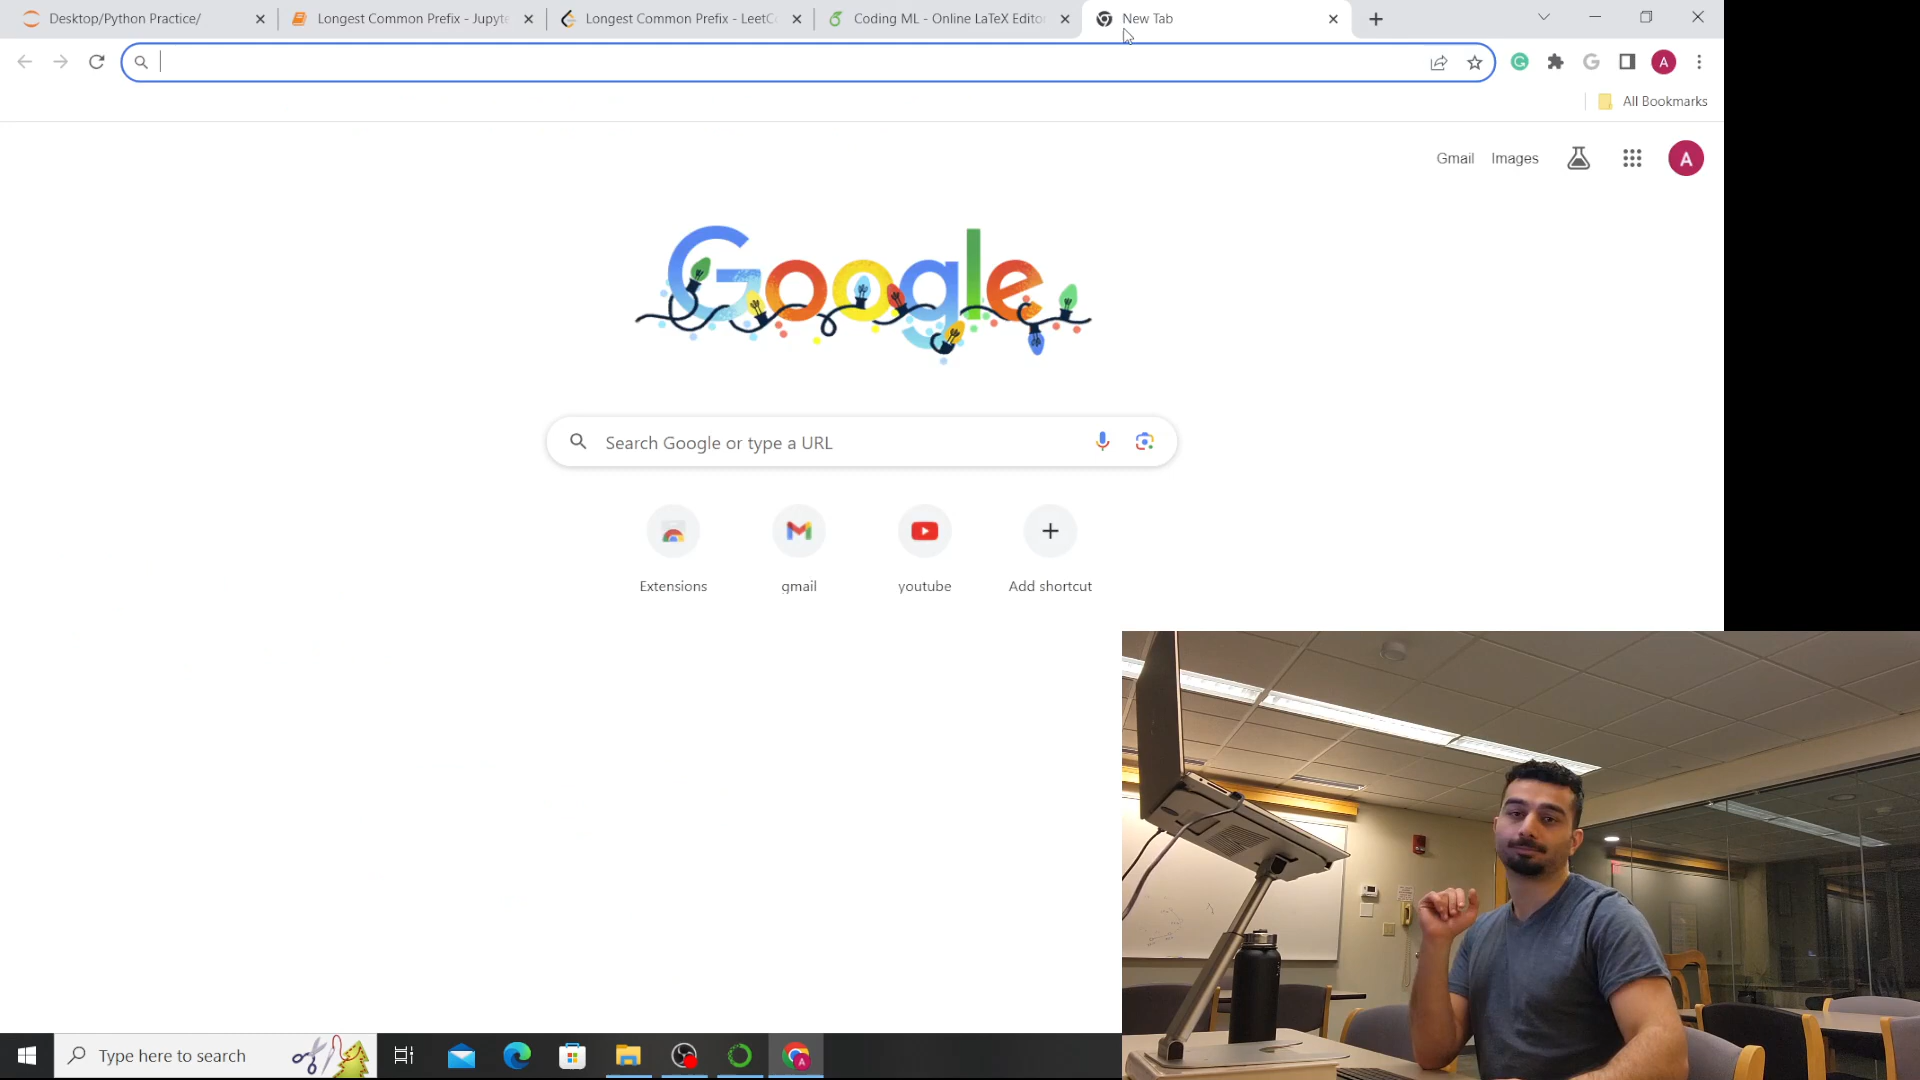 Desktop/Python Practice/
Longest Common Prefix - Jupyte
Longest Common Prefix - LeetCo
Coding ML - Online LaTeX Editor
New Tab
A
All Bookmarks
Gmail
Images
A
Google
Search Google or type a URL
Extensions
gmail
youtube
Add shortcut
Type here to search